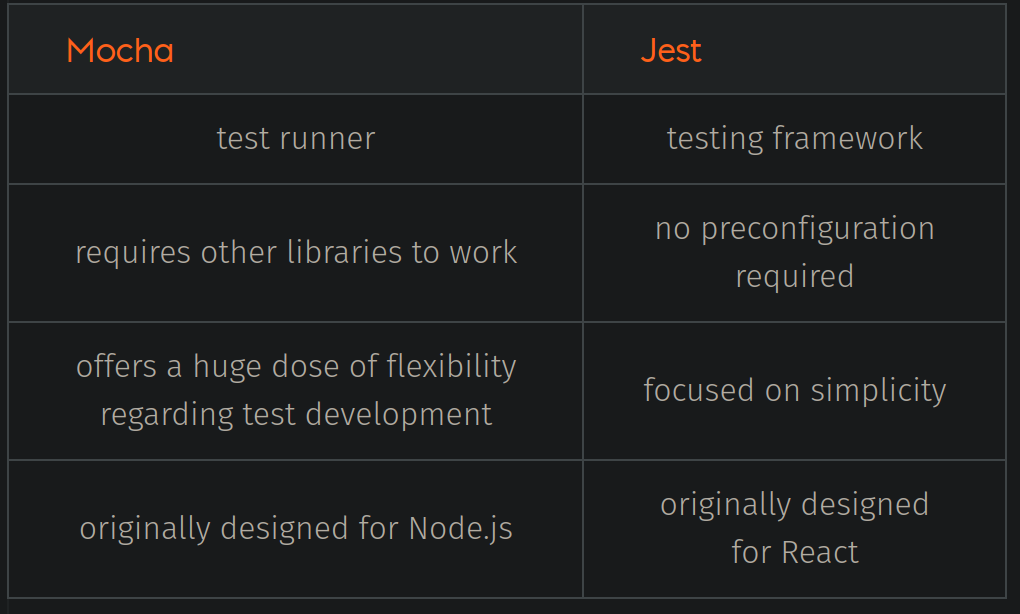 Mocha
Jest
test runner
testing framework
requires other libraries to work
no preconfiguration
required
offers a huge dose of flexibility
regarding test development
focused on simplicity
originally designed for Node.js
originally designed
for React